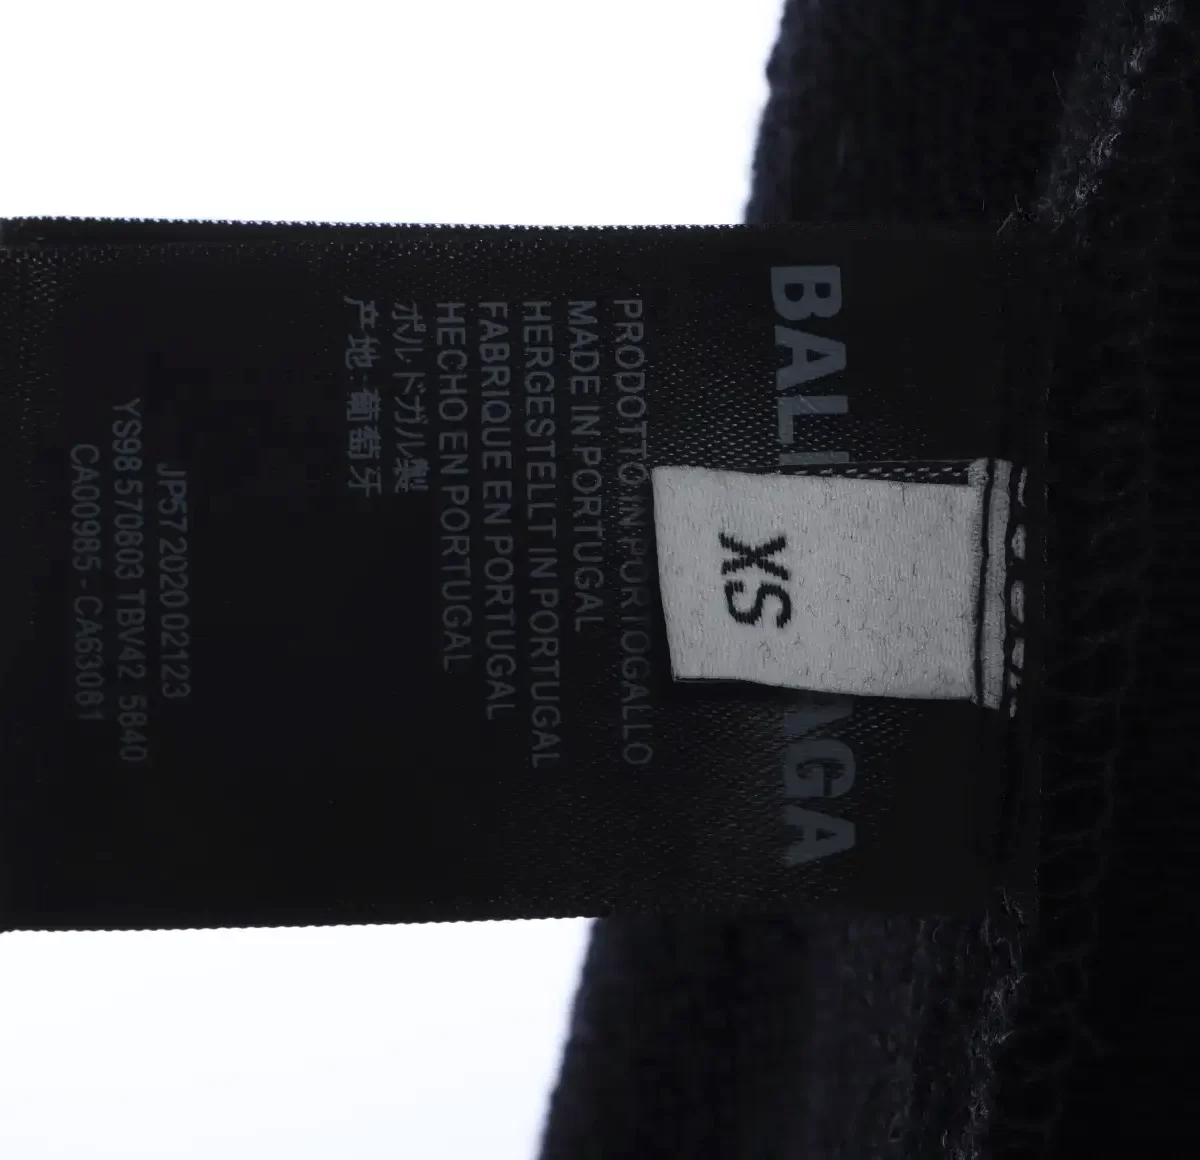 BAL
AGA
XS
PRODOTTO IN PORTOGALLO
MADE IN PORTUGAL
HERGESTELLT IN PORTUGAL
FABRIQUE EN PORTUGAL
HECHO EN PORTUGAL
ポルトガル製
产地:葡萄牙
JP57 2020 02123
YS98 570803 TBV42 5840
CA00985 - CA63081